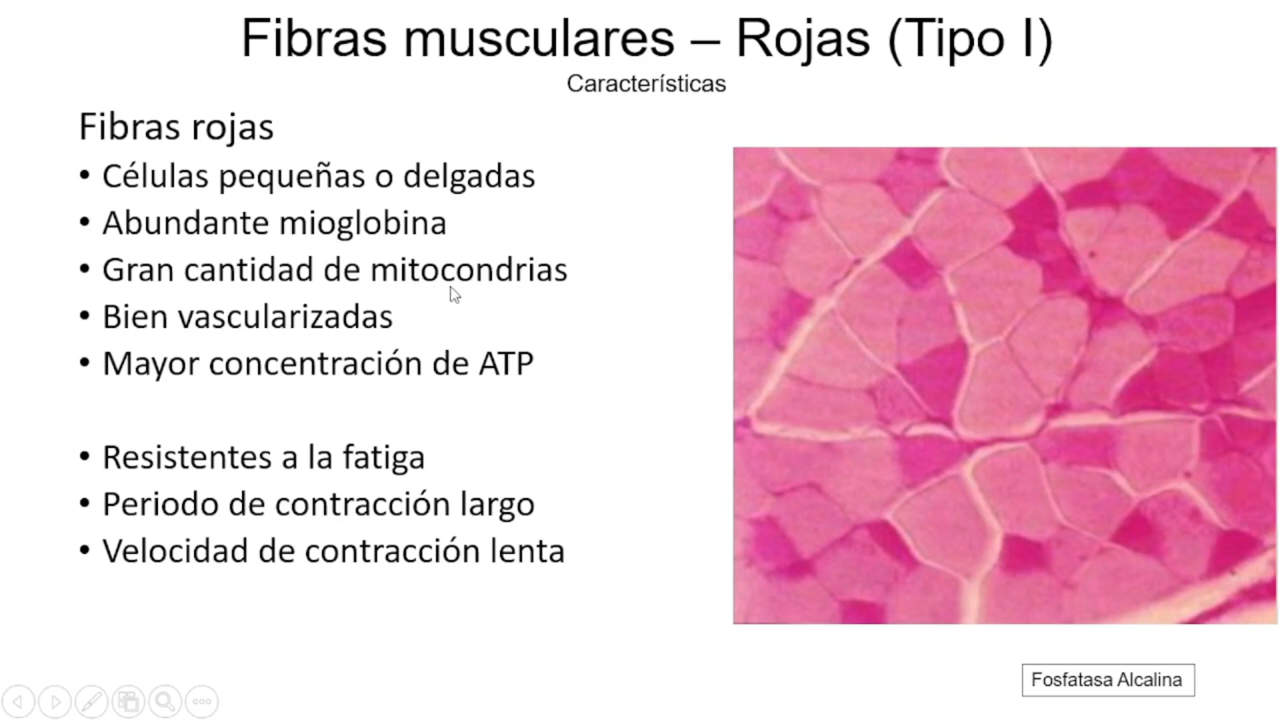 Fibras musculares – Rojas (Tipo I)
Características
Fibras rojas
• Células pequeñas o delgadas
• Abundante mioglobina
• Gran cantidad de mitocondrias
• Bien vascularizadas
• Mayor concentración de ATP
• Resistentes a la fatiga
• Periodo de contracción largo
• Velocidad de contracción lenta
Fosfatasa Alcalina